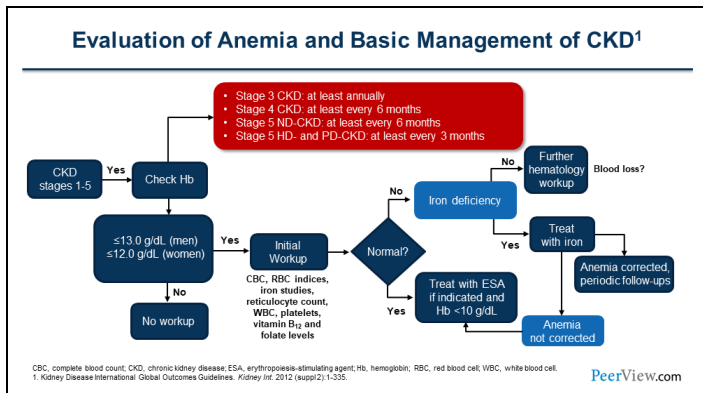 Evaluation of Anemia and Basic Management of CKD¹
• Stage 3 CKD: at least annually
• Stage 4 CKD: at least every 6 months
• Stage 5 ND-CKD: at least every 6 months
• Stage 5 HD- and PD-CKD: at least every 3 months
CKD
stages 1-5
Yes
Check Hb
≤13.0 g/dL (men)
≤12.0 g/dL (women)
No
No workup
Yes
Initial
Workup
CBC, RBC indices,
iron studies,
reticulocyte count,
WBC, platelets,
vitamin B₁₂ and
folate levels
Normal?
No
Iron deficiency
No
Further
hematology
workup
Blood loss?
Yes
Treat
with iron
Anemia corrected,
periodic follow-ups
Yes
Treat with ESA
if indicated and
Hb <10 g/dL
Anemia
not corrected
CBC, complete blood count; CKD, chronic kidney disease; ESA, erythropoiesis-stimulating agent; Hb, hemoglobin; RBC, red blood cell; WBC, white blood cell.
1. Kidney Disease International Global Outcomes Guidelines. Kidney Int. 2012 (suppl 2):1-335.
PeerView.com